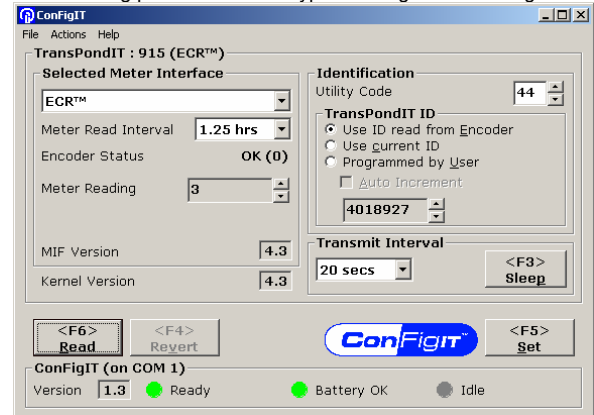 ConFigIT
File Actions Help
TransPondIT : 915 (ECR™)
Selected Meter Interface
ECR™
Meter Read Interval 1.25 hrs
Encoder Status OK (0)
Meter Reading 3
MIF Version 4.3
Kernel Version 4.3
Identification
Utility Code 44
TransPondIT ID
Use ID read from Encoder
Use current ID
Programmed by User
Auto Increment
4018927
Transmit Interval
20 secs
<F3>
Sleep
<F6>
Read
<F4>
Revert
ConFigIT™
<F5>
Set
ConFigIT (on COM 1)
Version 1.3 Ready Battery OK Idle